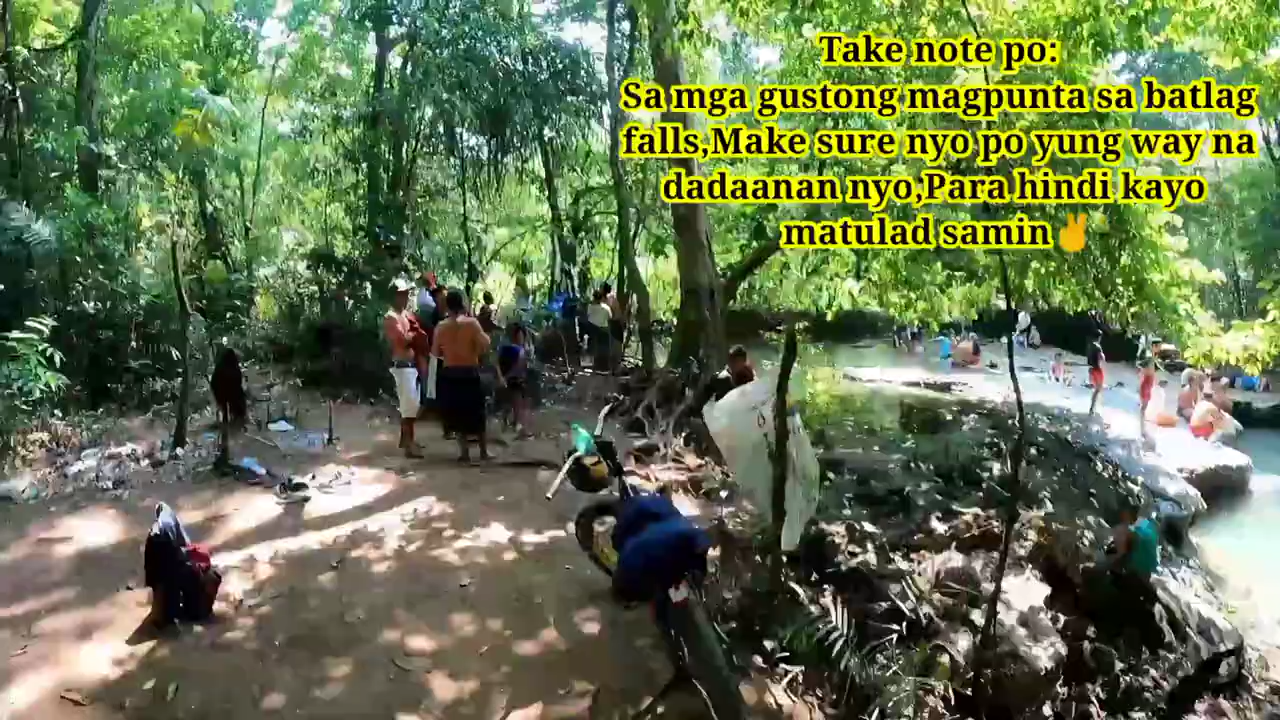 Take note po:
Sa mga gustong magpunta sa batlag
falls,Make sure nyo po yung way na
dadaanan nyo,Para hindi kayo
matulad samin✌